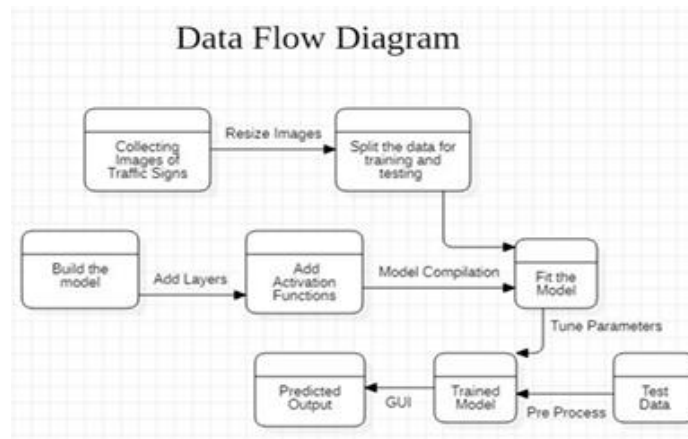 Data Flow Diagram
Collecting
Images of
Traffic Signs
Resize Images
Split the data for
training and
testing
Build the
model
Add Layers
Add
Activation
Functions
Model Compilation
Fit the
Model
Tune Parameters
Predicted
Output
GUI
Trained
Model
Pre Process
Test
Data